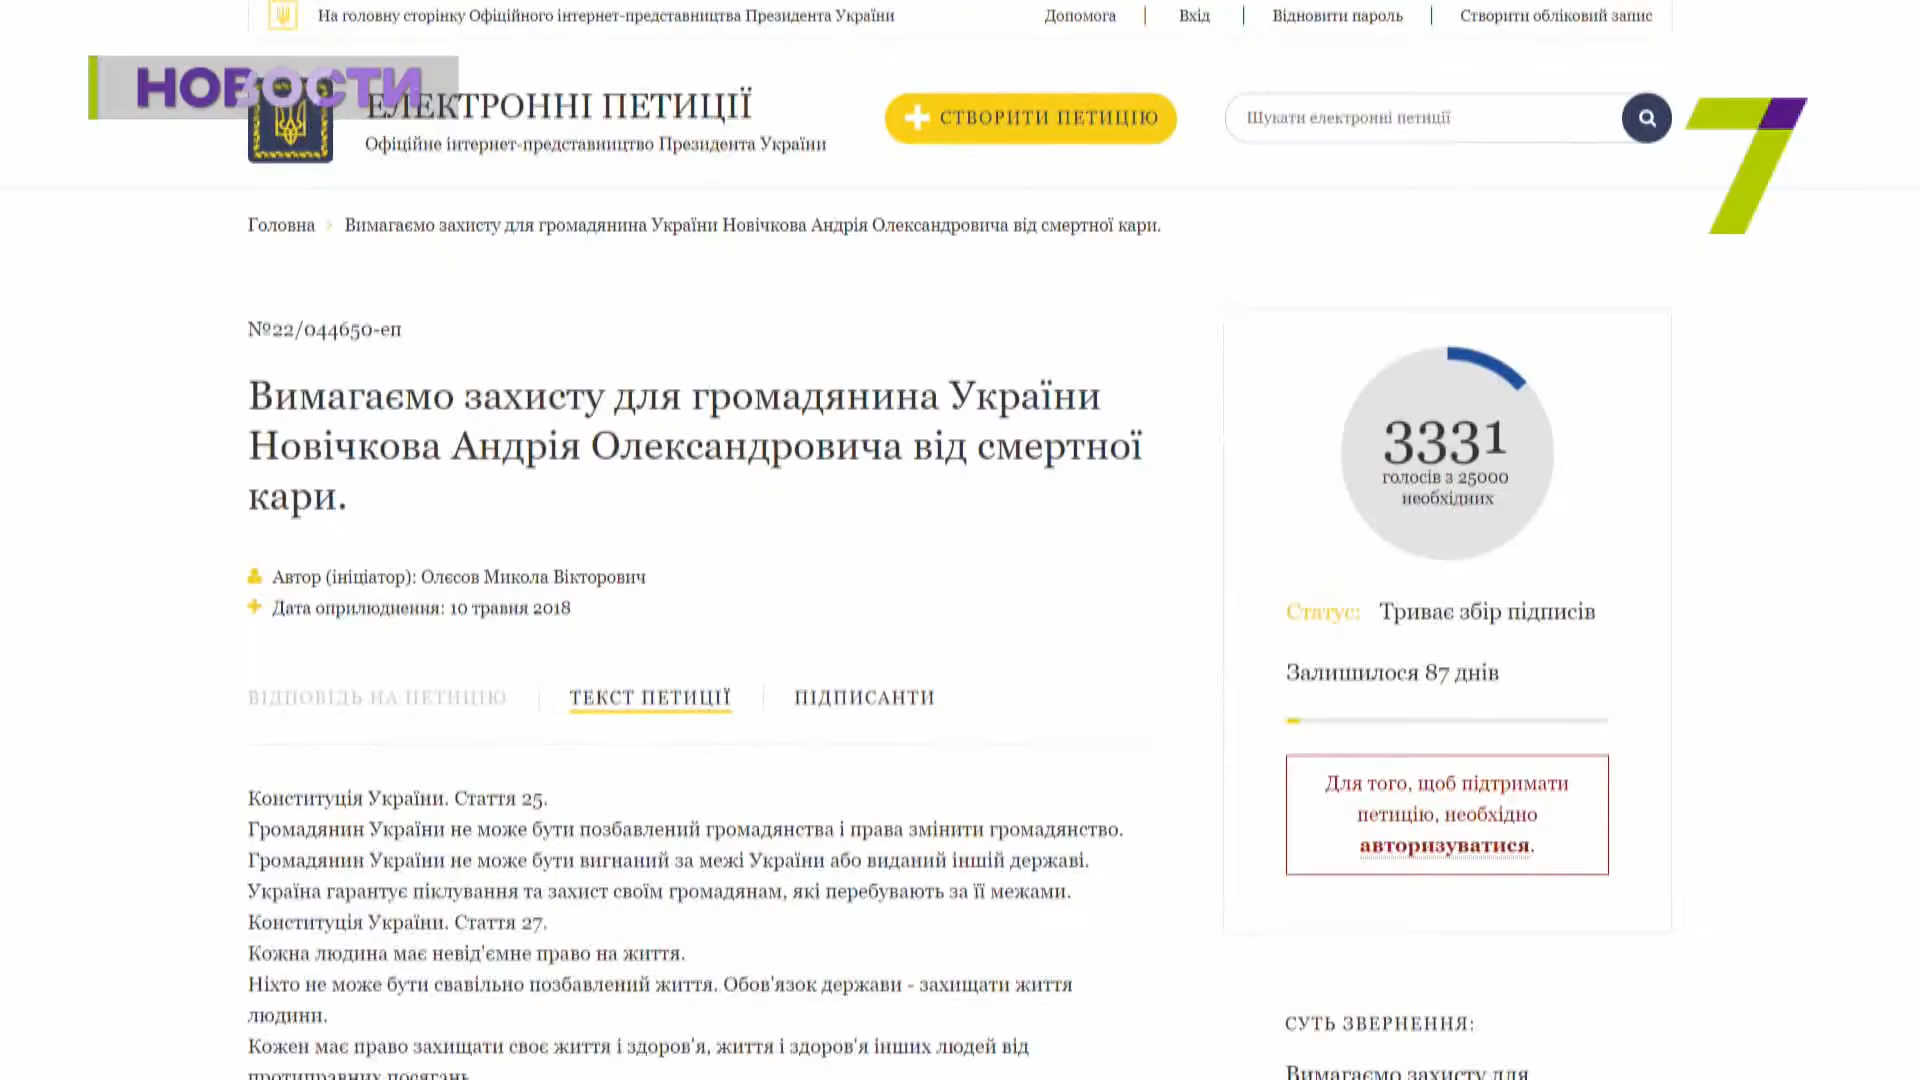 На головну сторінку Офіційного інтернет-представництва Президента України
Допомога
Вхід
Відновити пароль
Створити обліковий запис
НОВОСТИ
ЕЛЕКТРОННІ ПЕТИЦІЇ
Офіційне інтернет-представництво Президента України
СТВОРИТИ ПЕТИЦІЮ
Шукати електронні петиції
7
Головна
Вимагаємо захисту для громадянина України Новічкова Андрія Олександровича від смертної кари.
№22/044650-еп
Вимагаємо захисту для громадянина України
Новічкова Андрія Олександровича від смертної
кари.
Автор (ініціатор): Олєсов Микола Вікторович
Дата оприлюднення: 10 травня 2018
ВІДПОВІДЬ НА ПЕТИЦІЮ
ТЕКСТ ПЕТИЦІЇ
ПІДПИСАНТИ
Конституція України. Стаття 25.
Громадянин України не може бути позбавлений громадянства і права змінити громадянство.
Громадянин України не може бути вигнаний за межі України або виданий іншій державі.
Україна гарантує піклування та захист своїм громадянам, які перебувають за її межами.
Конституція України. Стаття 27.
Кожна людина має невід'ємне право на життя.
Ніхто не може бути свавільно позбавлений життя. Обов'язок держави - захищати життя
людини.
Кожен має право захищати своє життя і здоров'я, життя і здоров'я інших людей від
протиправних посягань.
3331
голосів з 25000
необхідних
Статус: Триває збір підписів
Залишилося 87 днів
Для того, щоб підтримати
петицію, необхідно
авторизуватися.
СУТЬ ЗВЕРНЕННЯ:
Вимагаємо захисту для